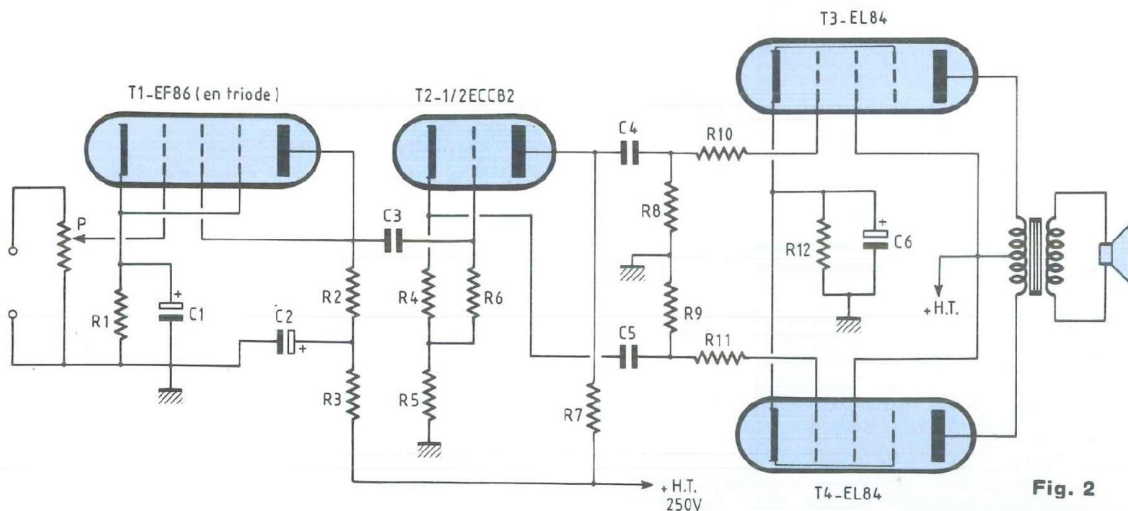 T3-EL84
T1-EF86 (en triode)
T2-1/2ECC82
C4
R10
P
C3
R8
R12
C6
R2
R4
R6
+H.T.
R1
C1
C2
R9
C5
R11
R3
R5
R7
+ H.T.
250V
T4-EL84
Fig. 2
+
+
+